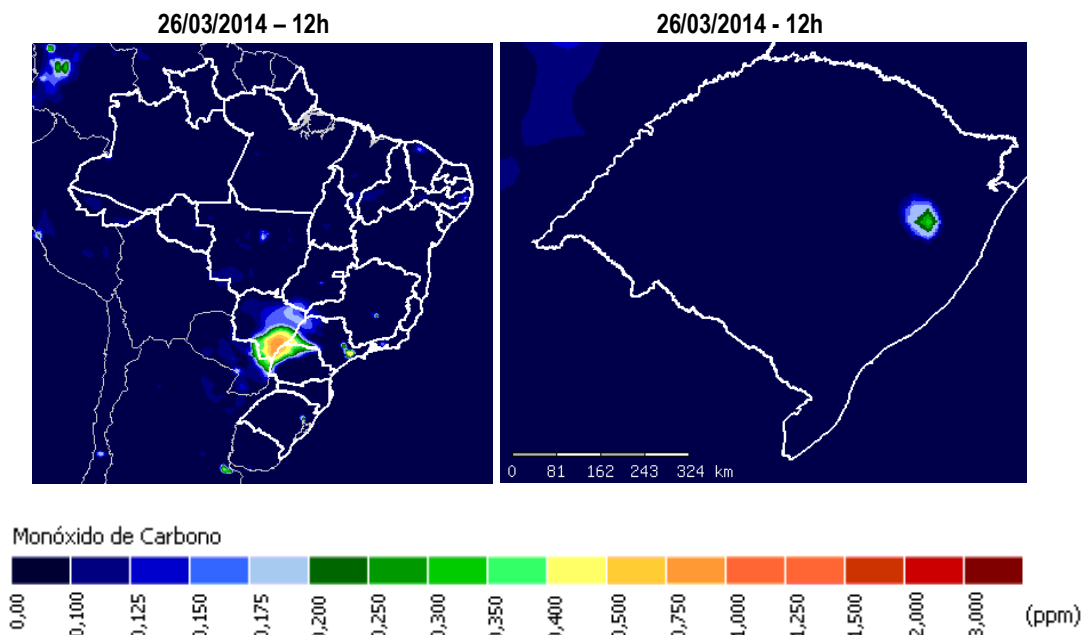 26/03/2014 – 12h
26/03/2014 - 12h
0 81 162 243 324 km
Monóxido de Carbono
0,00 0,100 0,125 0,150 0,175 0,200 0,250 0,300 0,350 0,400 0,500 0,750 1,000 1,250 1,500 2,000 3,000 (ppm)